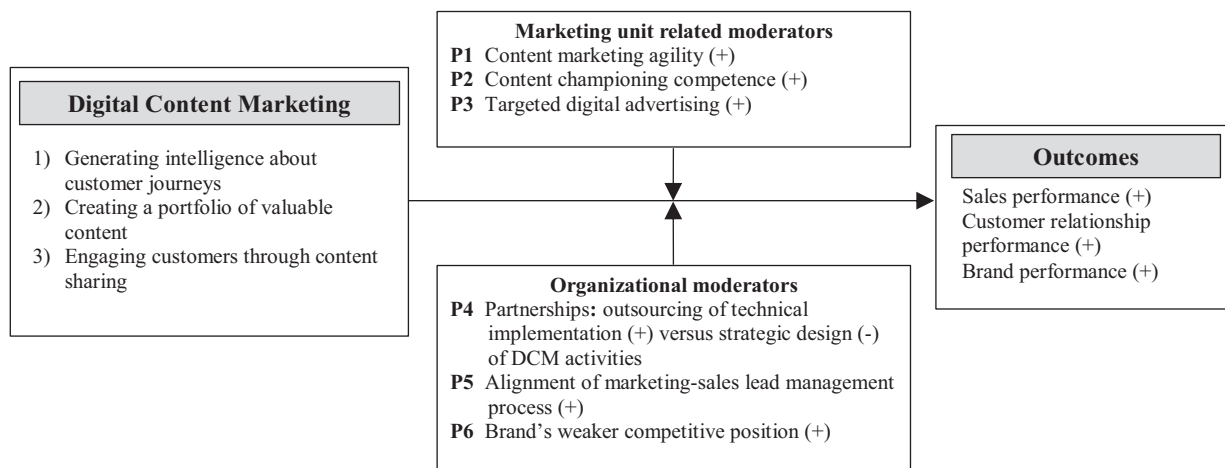 Digital Content Marketing
1) Generating intelligence about
customer journeys
2) Creating a portfolio of valuable
content
3) Engaging customers through content
sharing
Marketing unit related moderators
P1 Content marketing agility (+)
P2 Content championing competence (+)
P3 Targeted digital advertising (+)
Organizational moderators
P4 Partnerships: outsourcing of technical
implementation (+) versus strategic design (-)
of DCM activities
P5 Alignment of marketing-sales lead management
process (+)
P6 Brand's weaker competitive position (+)
Outcomes
Sales performance (+)
Customer relationship
performance (+)
Brand performance (+)